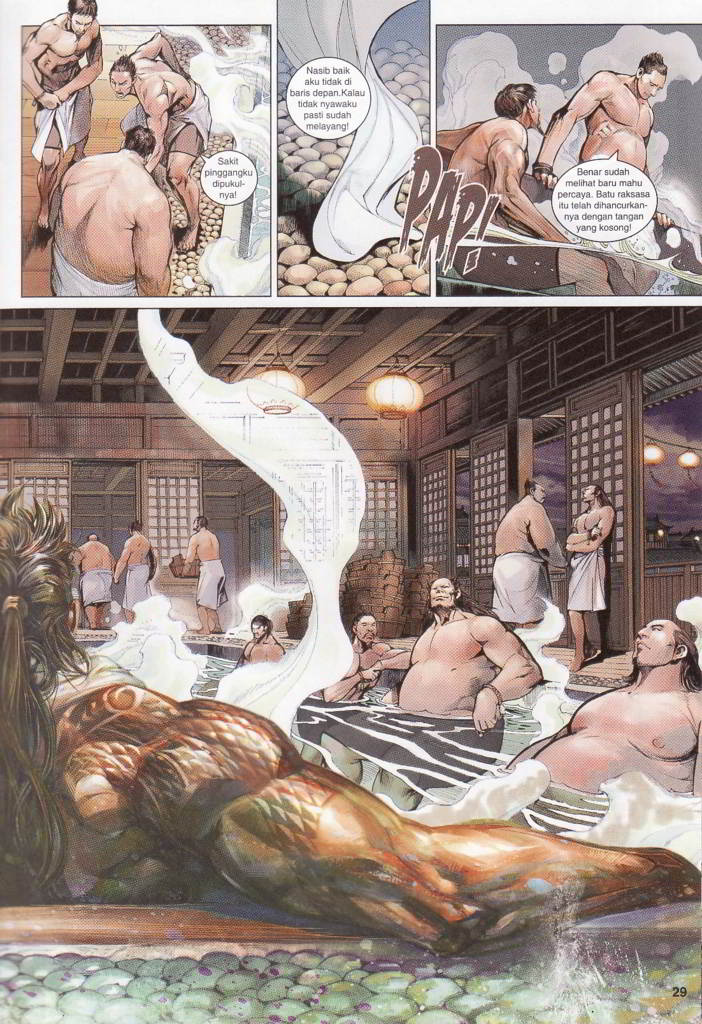 Sakit
pinggangku
dipukul-
nya!
Nasib baik
aku tidak di
baris depan.Kalau
tidak nyawaku
pasti sudah
melayang!
PAP
PAP!
Benar sudah
melihat baru mahu
percaya. Batu raksasa
itu telah dihancurkan-
nya dengan tangan
yang kosong!
29